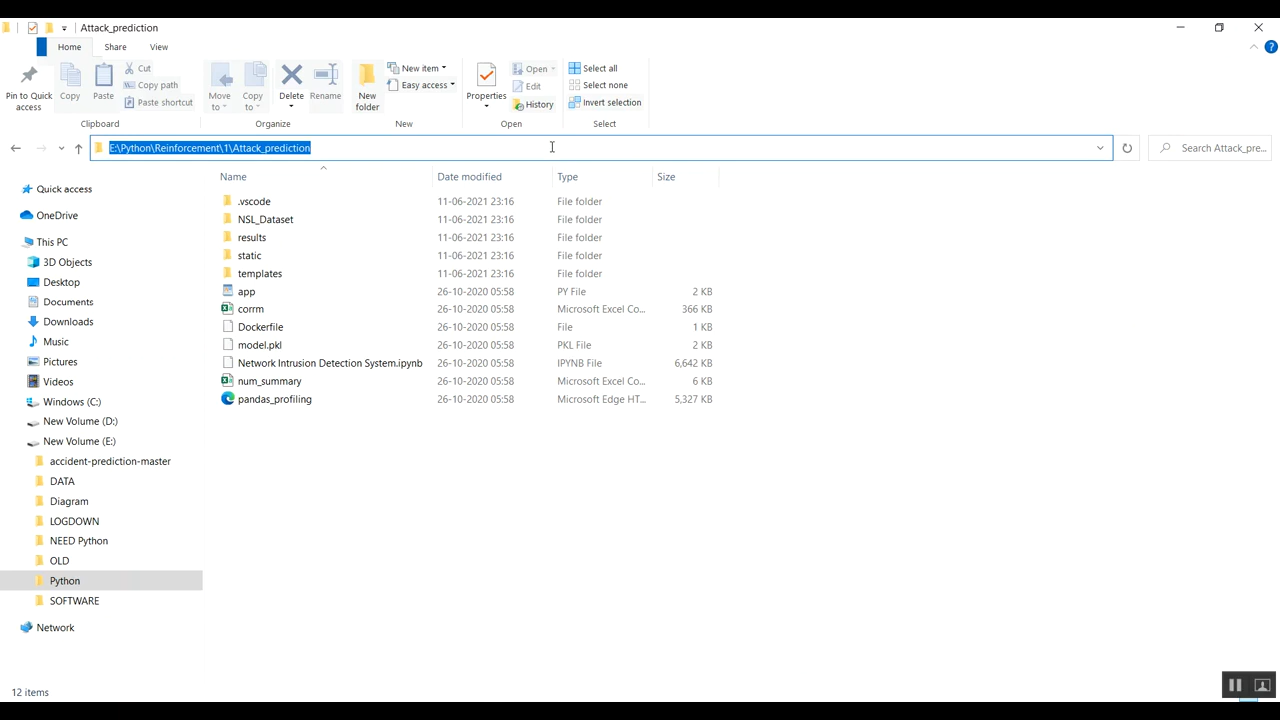 Attack_prediction
Home Share View
Pin to Quick access
Copy
Paste
Cut
Copy path
Paste shortcut
Clipboard
Move to
Copy to
Delete
Rename
Organize
New folder
New item
Easy access
New
Properties
Open
Edit
History
Open
Select all
Select none
Invert selection
Select
E:\Python\Reinforcement\1\Attack_prediction
Search Attack_pre...
Name Date modified Type Size
Quick access
OneDrive
This PC
3D Objects
Desktop
Documents
Downloads
Music
Pictures
Videos
Windows (C:)
New Volume (D:)
New Volume (E:)
accident-prediction-master
DATA
Diagram
LOGDOWN
NEED Python
OLD
Python
SOFTWARE
Network
.vscode 11-06-2021 23:16 File folder
NSL_Dataset 11-06-2021 23:16 File folder
results 11-06-2021 23:16 File folder
static 11-06-2021 23:16 File folder
templates 11-06-2021 23:16 File folder
app 26-10-2020 05:58 PY File 2 KB
corrm 26-10-2020 05:58 Microsoft Excel Co... 366 KB
Dockerfile 26-10-2020 05:58 File 1 KB
model.pkl 26-10-2020 05:58 PKL File 2 KB
Network Intrusion Detection System.ipynb 26-10-2020 05:58 IPYNB File 6,642 KB
num_summary 26-10-2020 05:58 Microsoft Excel Co... 6 KB
pandas_profiling 26-10-2020 05:58 Microsoft Edge HT... 5,327 KB
12 items